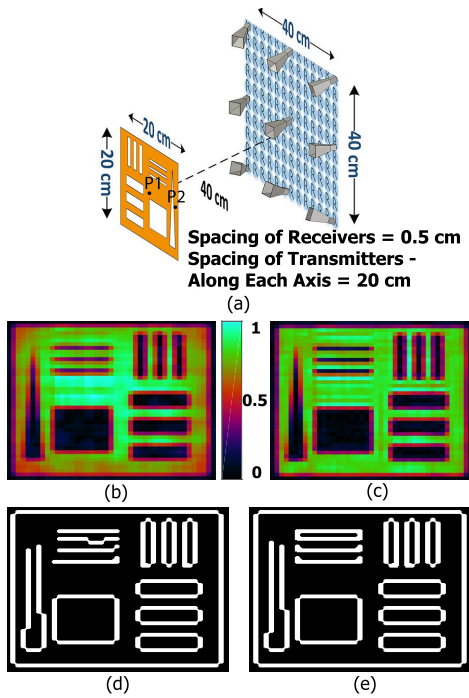 40 cm
20 cm
20 cm
P1
P2
40 cm
40 cm
Spacing of Receivers = 0.5 cm
Spacing of Transmitters -
Along Each Axis = 20 cm
(a)
1
0.5
0
(b)
(c)
(d)
(e)